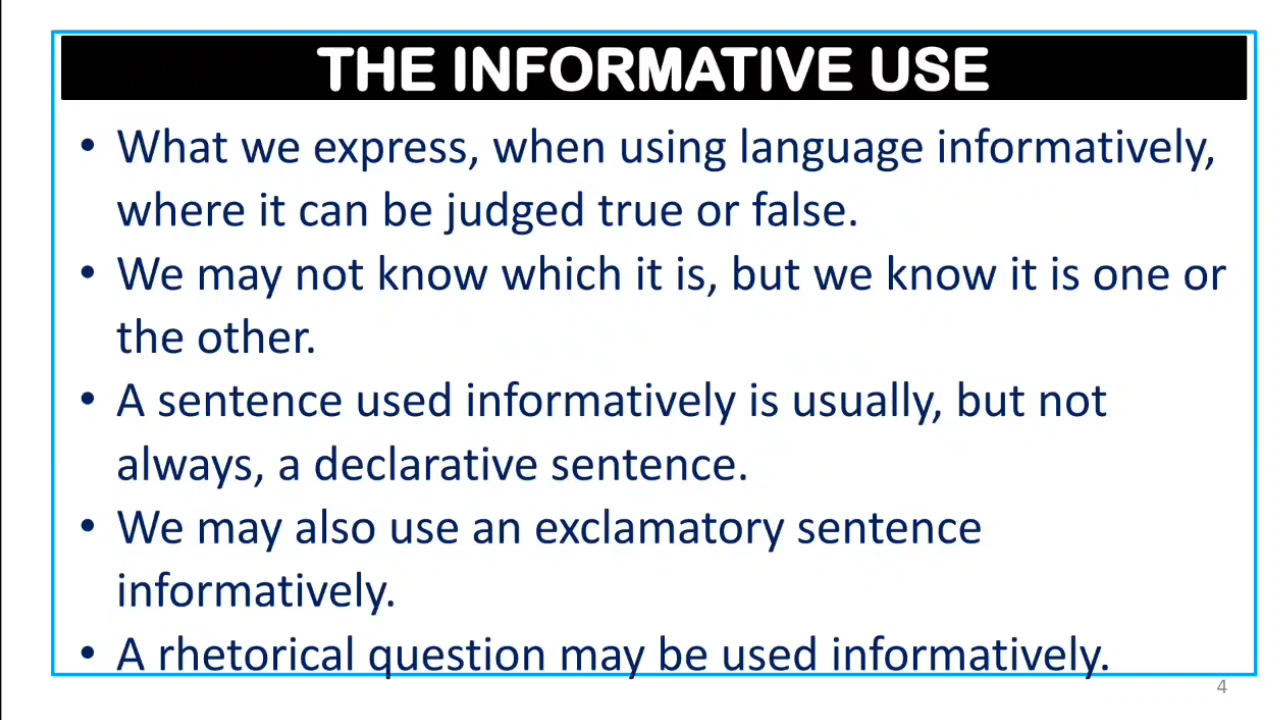 THE INFORMATIVE USE
• What we express, when using language informatively,
where it can be judged true or false.
• We may not know which it is, but we know it is one or
the other.
• A sentence used informatively is usually, but not
always, a declarative sentence.
• We may also use an exclamatory sentence
informatively.
• A rhetorical question may be used informatively.
4